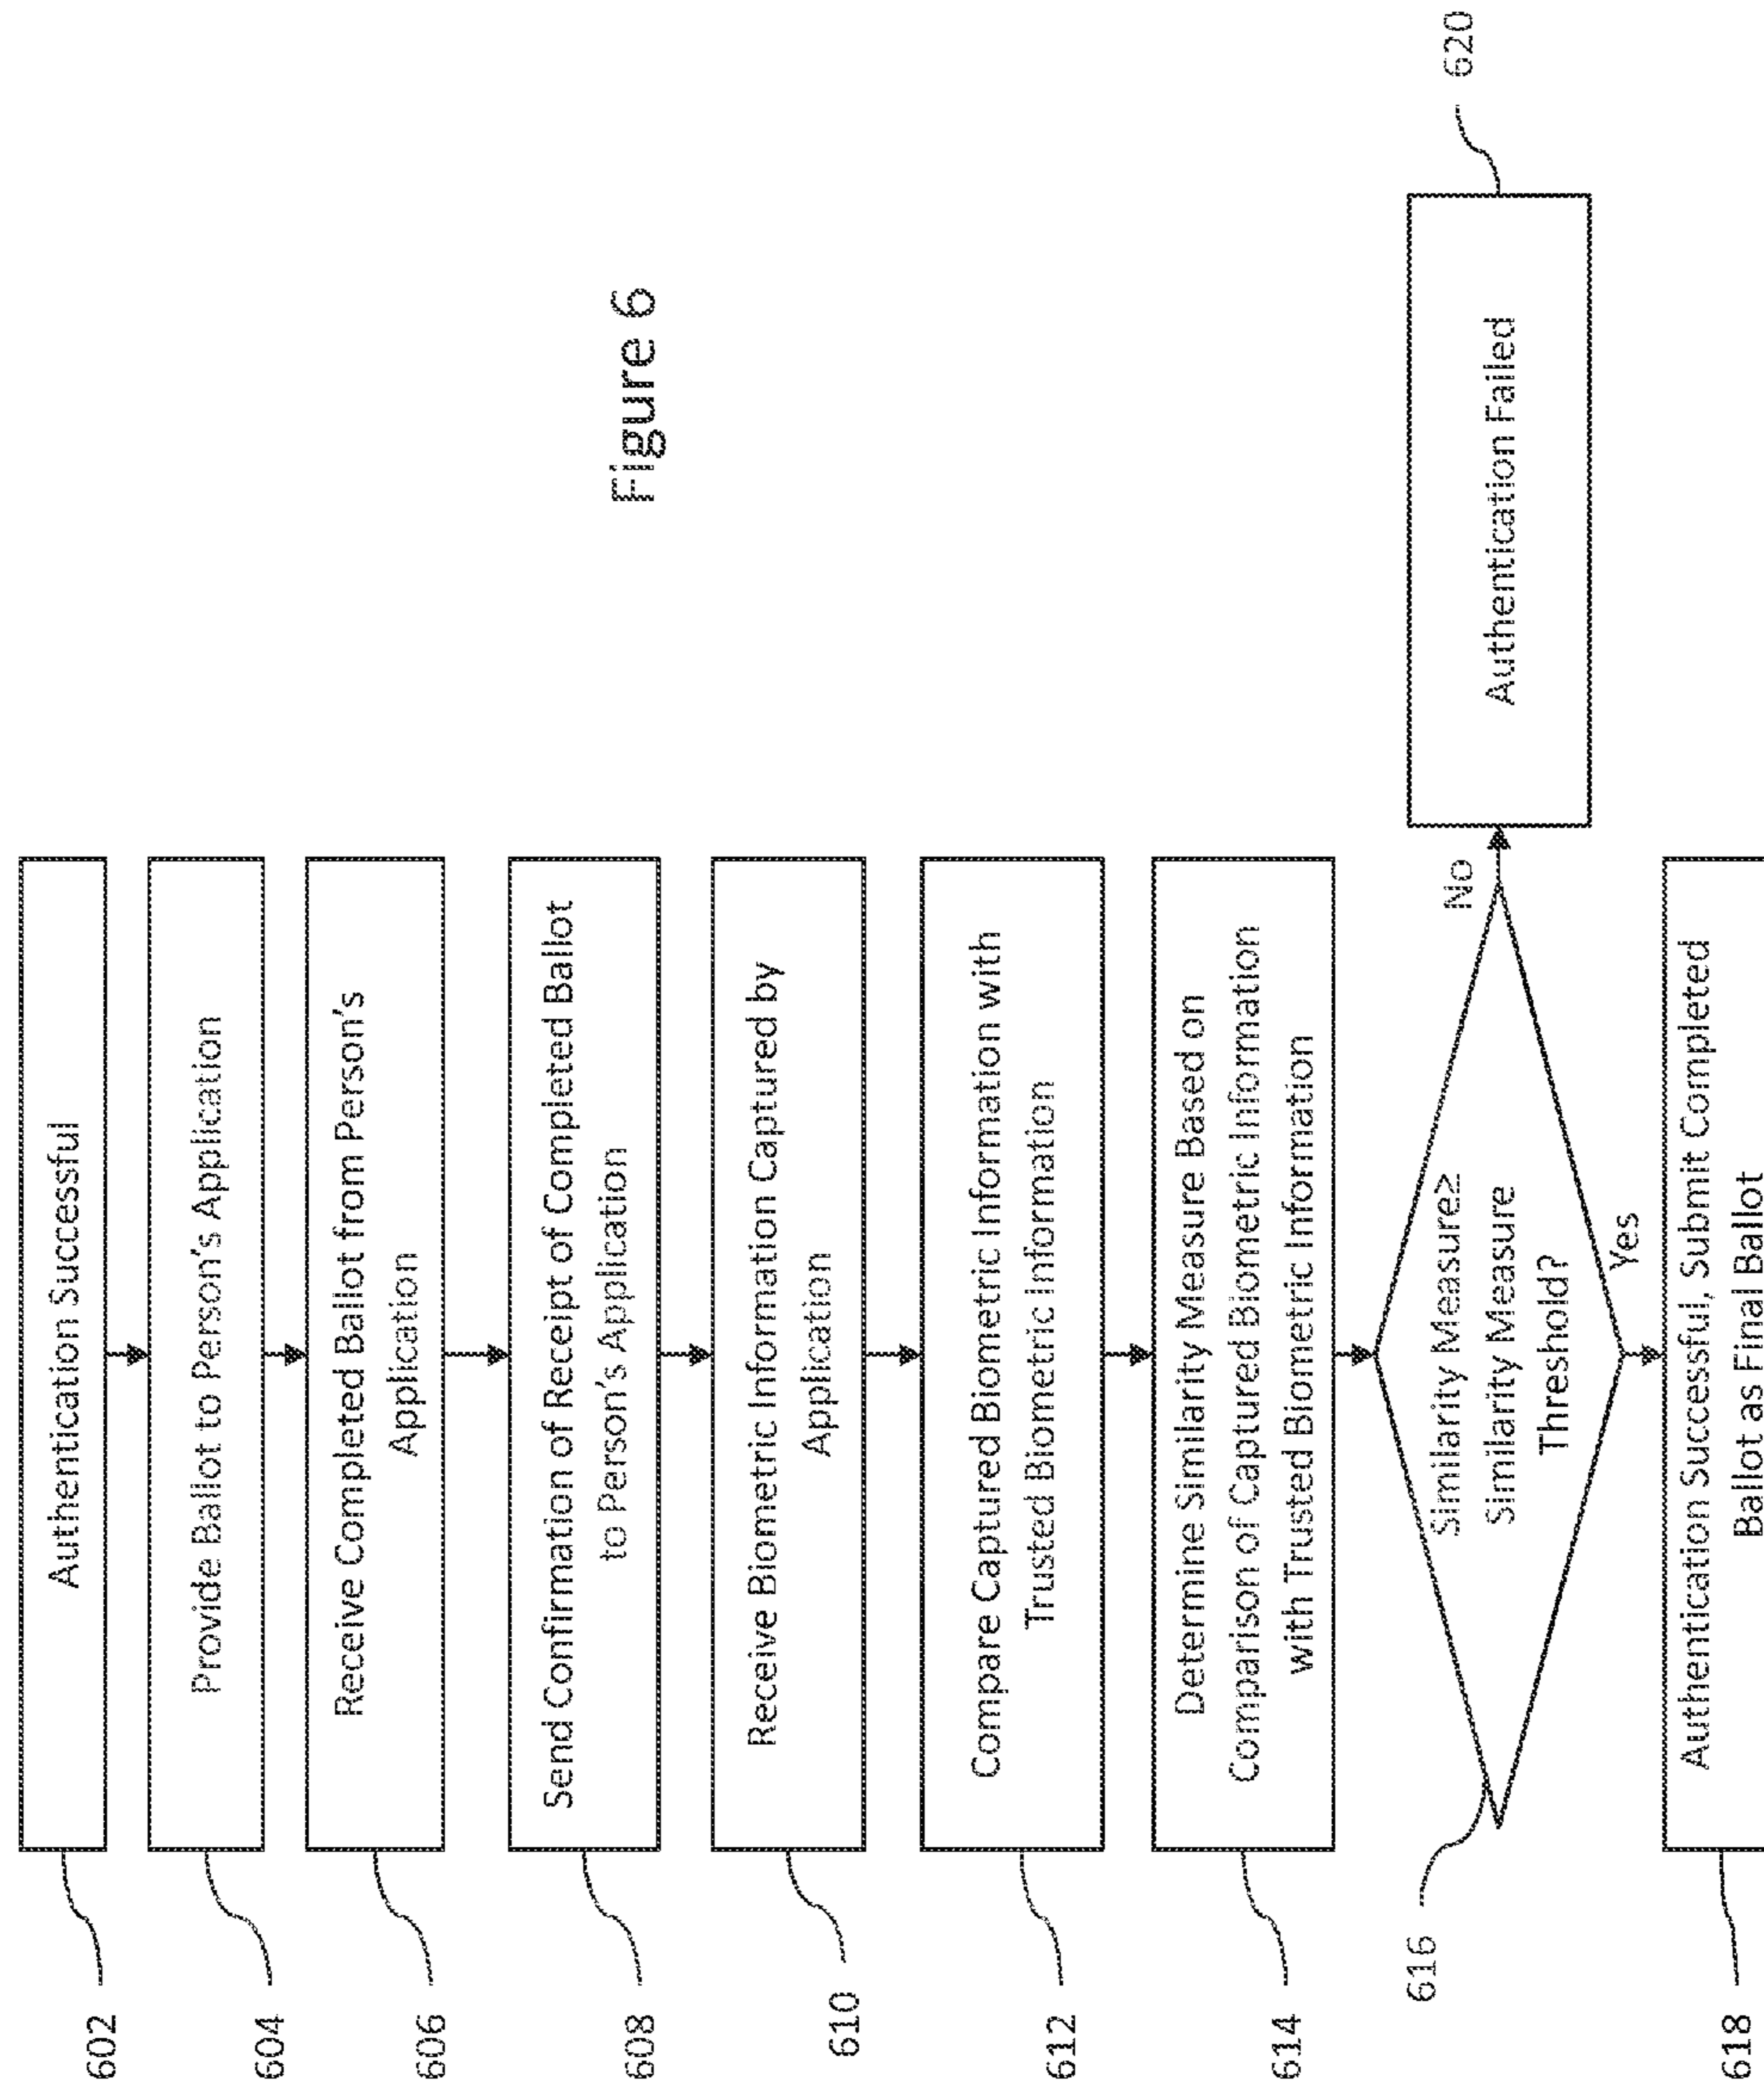 602
Authentication Successful
604
Provide Ballot to Person's Application
606
Receive Completed Ballot from Person's
Application
608
Send Confirmation of Receipt of Completed Ballot
to Person's Application
610
Receive Biometric Information Captured by
Application
612
Compare Captured Biometric Information with
Trusted Biometric Information
614
Determine Similarity Measure Based on
Comparison of Captured Biometric Information
with Trusted Biometric Information
616
Similarity Measure≥
Similarity Measure
Threshold?
No
Authentication Failed
620
Yes
618
Authentication Successful, Submit Completed
Ballot as Final Ballot
Figure 6